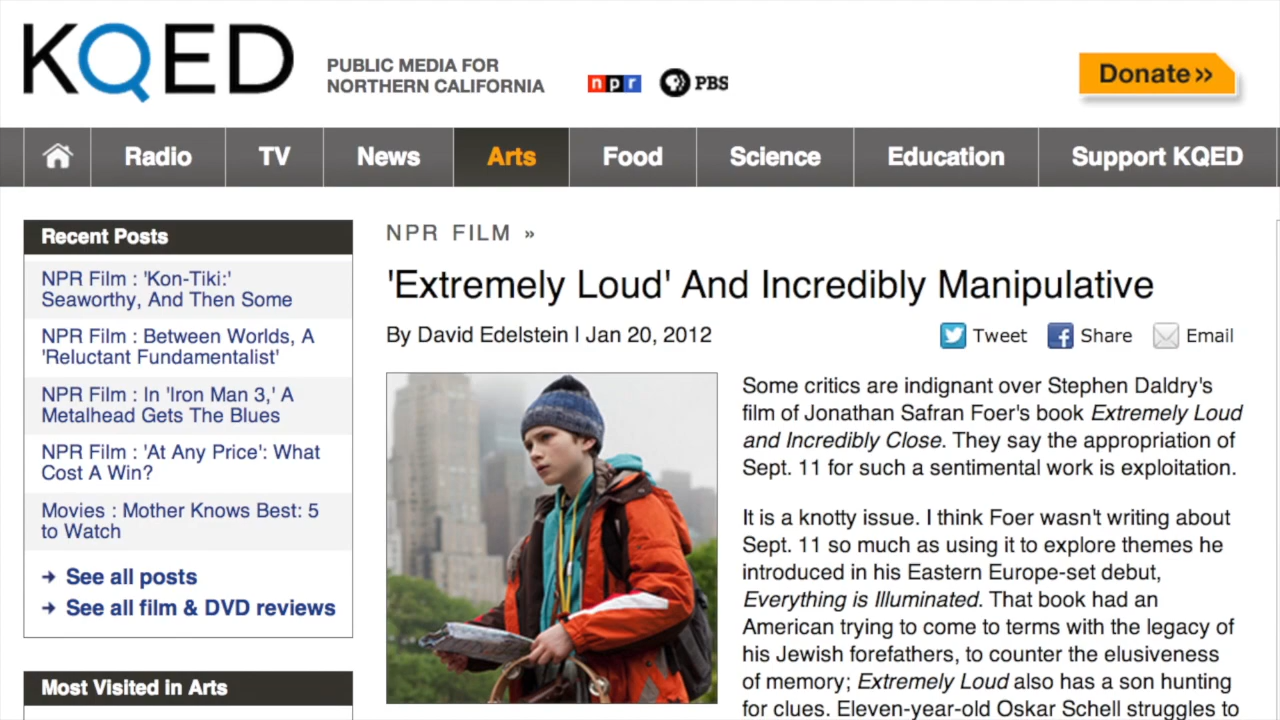 KQED
PUBLIC MEDIA FOR
NORTHERN CALIFORNIA
npr
PBS
Donate »
Radio
TV
News
Arts
Food
Science
Education
Support KQED
Recent Posts
NPR Film : 'Kon-Tiki:'
Seaworthy, And Then Some
NPR Film : Between Worlds, A
'Reluctant Fundamentalist'
NPR Film : In 'Iron Man 3,' A
Metalhead Gets The Blues
NPR Film : 'At Any Price': What
Cost A Win?
Movies : Mother Knows Best: 5
to Watch
See all posts
See all film & DVD reviews
Most Visited in Arts
NPR FILM »
'Extremely Loud' And Incredibly Manipulative
By David Edelstein | Jan 20, 2012
Tweet
Share
Email
Some critics are indignant over Stephen Daldry's
film of Jonathan Safran Foer's book Extremely Loud
and Incredibly Close. They say the appropriation of
Sept. 11 for such a sentimental work is exploitation.
It is a knotty issue. I think Foer wasn't writing about
Sept. 11 so much as using it to explore themes he
introduced in his Eastern Europe-set debut,
Everything is Illuminated. That book had an
American trying to come to terms with the legacy of
his Jewish forefathers, to counter the elusiveness
of memory; Extremely Loud also has a son hunting
for clues. Eleven-year-old Oskar Schell struggles to